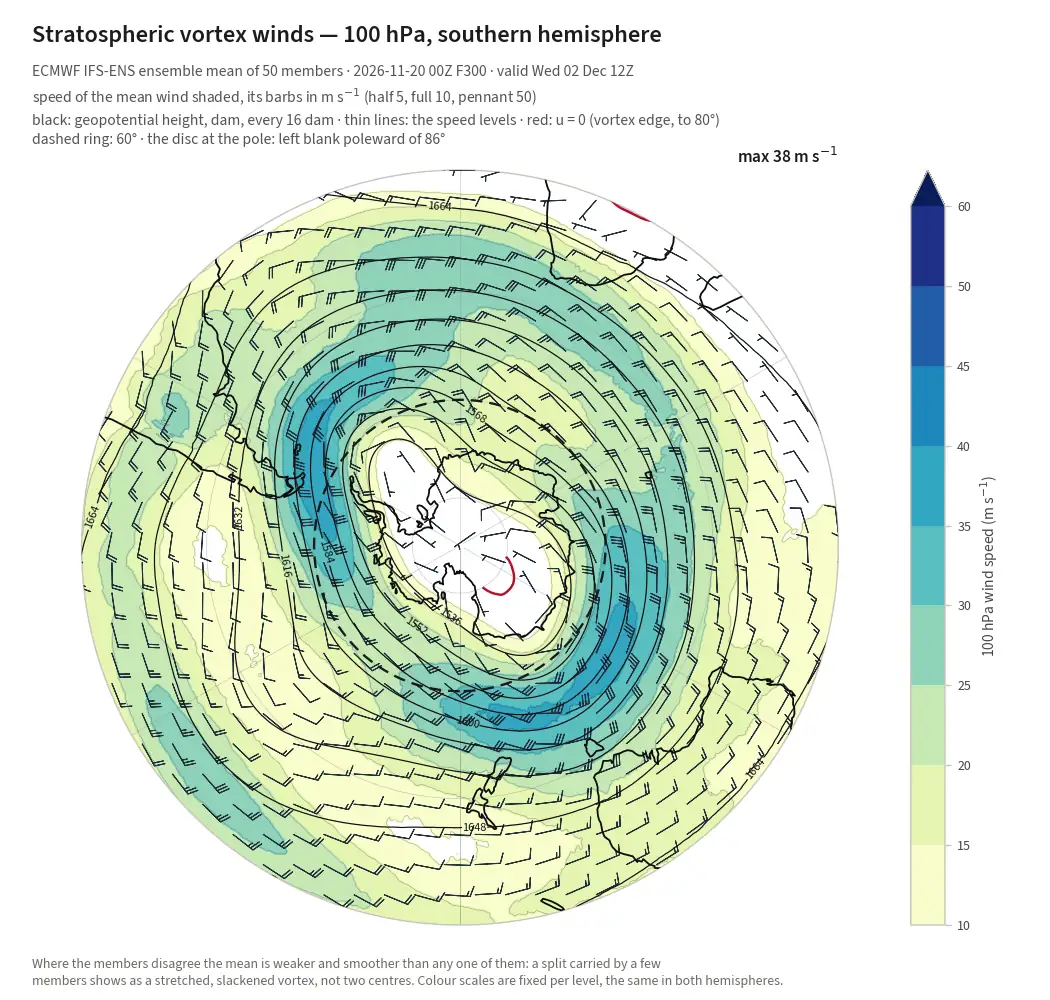 Stratospheric vortex winds — 100 hPa, southern hemisphere
ECMWF IFS-ENS ensemble mean of 50 members · 2026-11-20 00Z F300 · valid Wed 02 Dec 12Z
speed of the mean wind shaded, its barbs in m s⁻¹ (half 5, full 10, pennant 50)
black: geopotential height, dam, every 16 dam · thin lines: the speed levels · red: u = 0 (vortex edge, to 80°)
dashed ring: 60° · the disc at the pole: left blank poleward of 86°
max 38 m s⁻¹
60
50
45
40
35
30
25
20
15
10
100 hPa wind speed (m s⁻¹)
1664
1568
1664
1632
1584
1616
1536
1552
1600
1664
1648
Where the members disagree the mean is weaker and smoother than any one of them: a split carried by a few
members shows as a stretched, slackened vortex, not two centres. Colour scales are fixed per level, the same in both hemispheres.